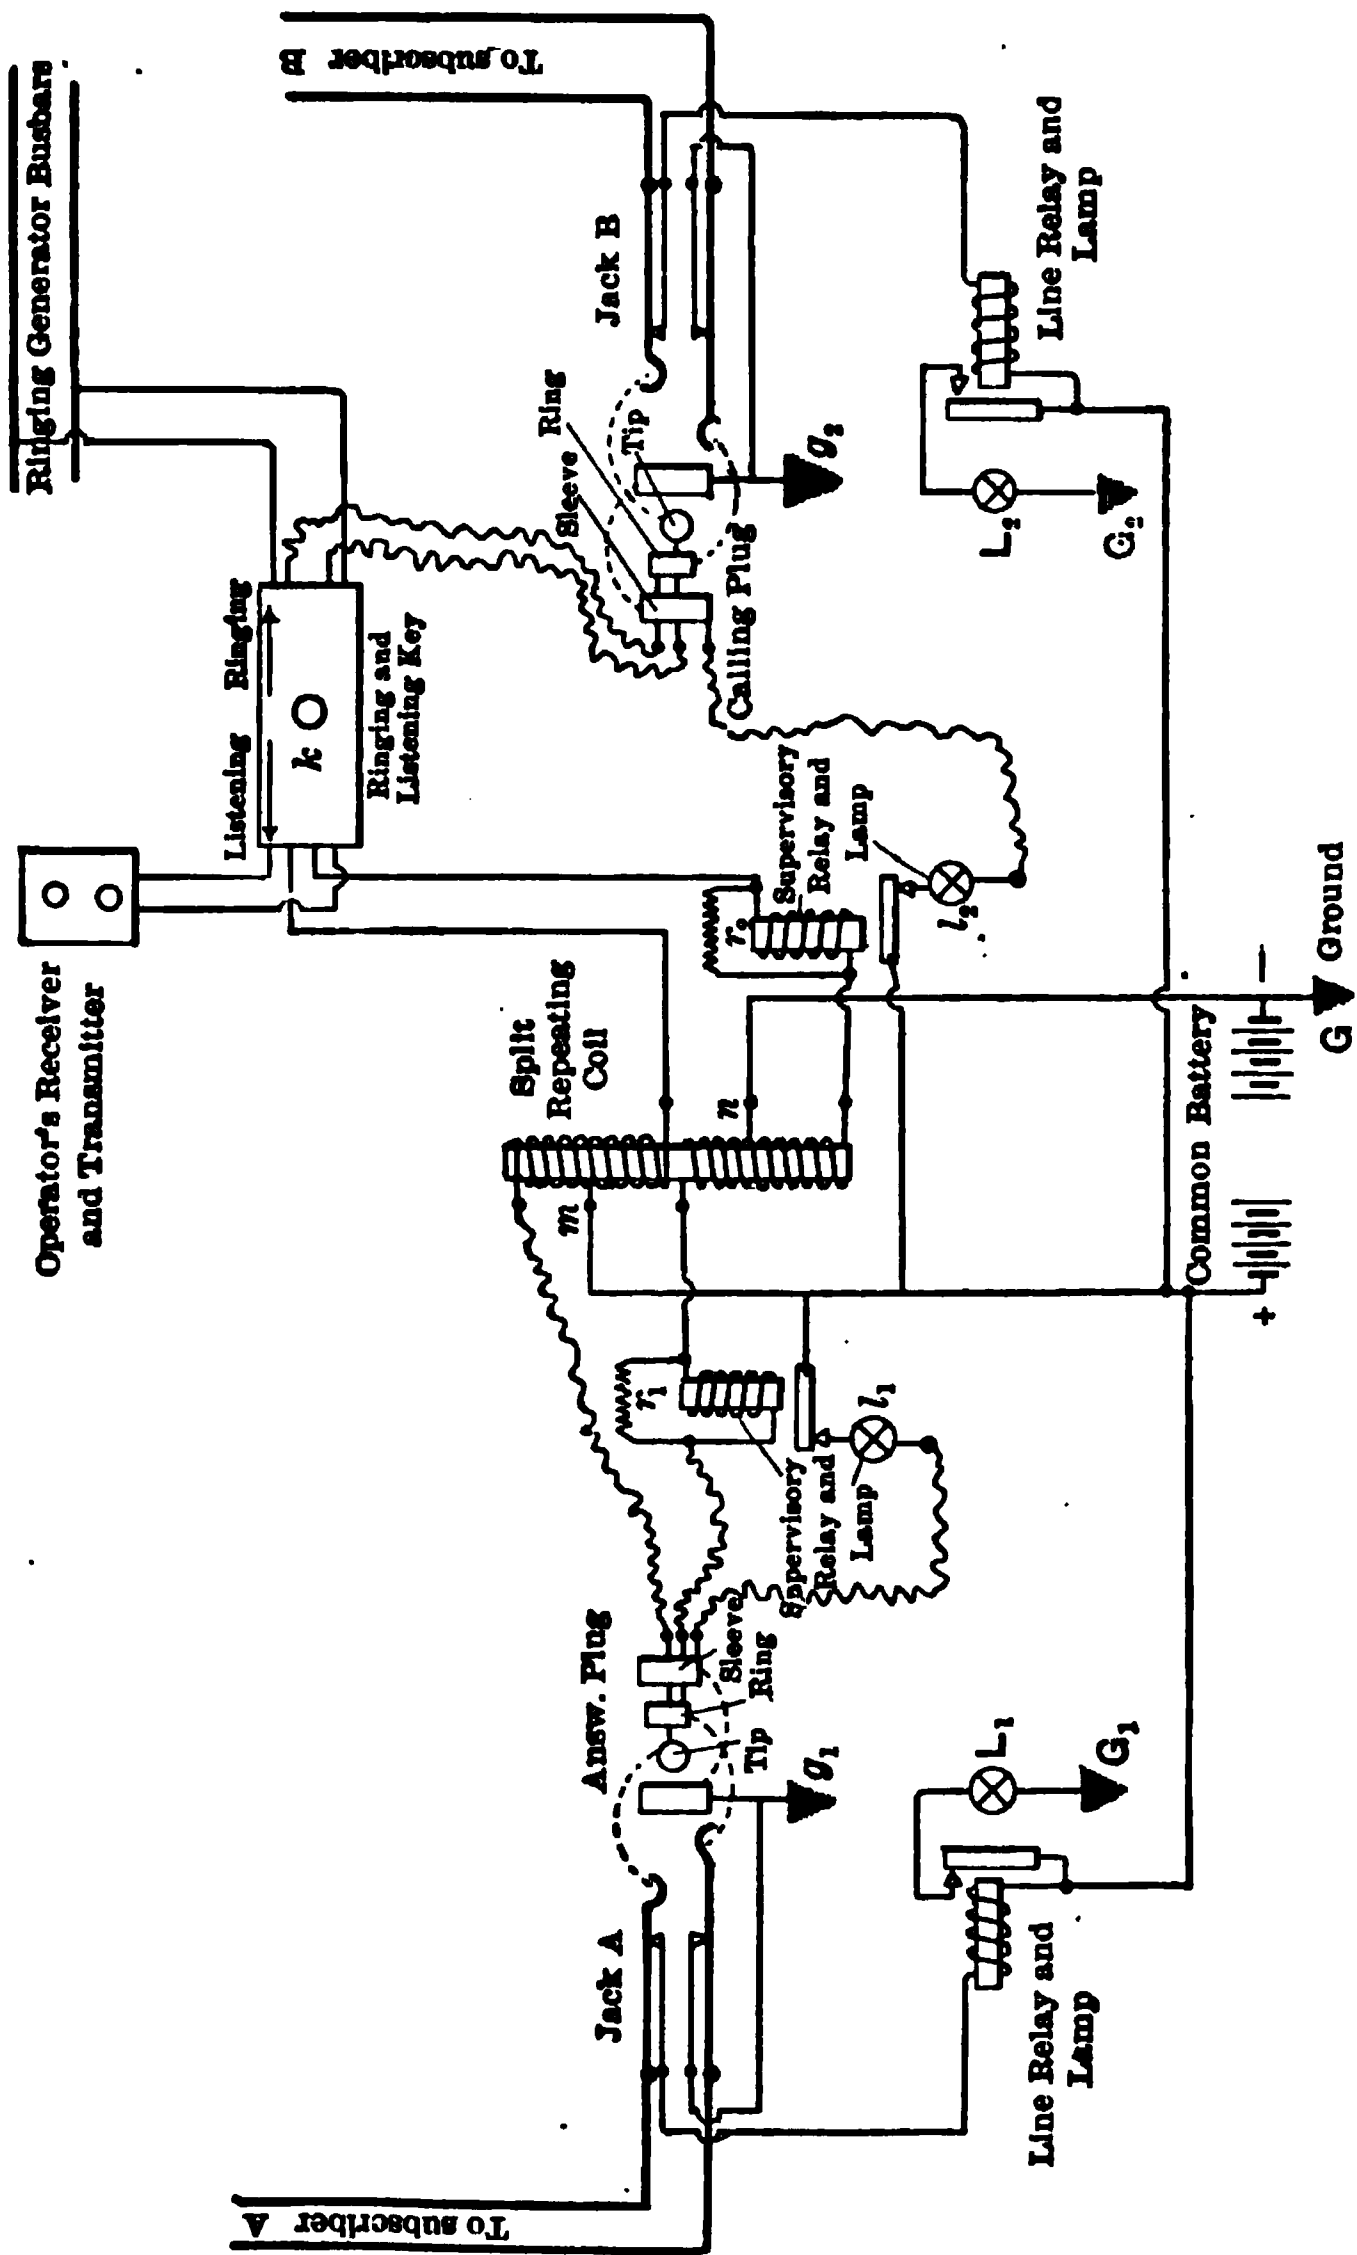 Operator's Receiver
and Transmitter
Ringing Generator Busbars
Listening Ringing
k
Ringing and
Listening Key
To subscriber A
To subscriber B
Jack A
Answ. Plug
Tip
Ring
Sleeve
g₁
Split
Repeating
Coil
m
n
r₁
Supervisory
Relay and
Lamp
l₁
r₂
Supervisory
Relay and
Lamp
l₂
Calling Plug
Sleeve
Ring
Tip
Jack B
g₂
Line Relay and
Lamp
L₁
G₁
Common Battery
+
−
G Ground
L₂
G₂
Line Relay and
Lamp